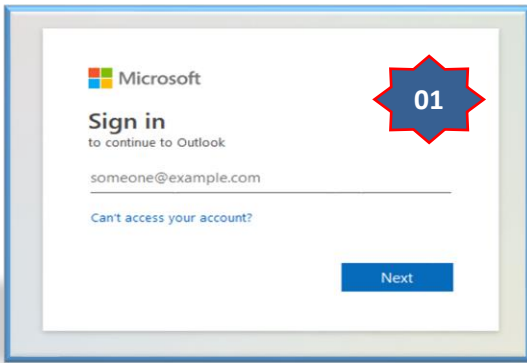 Microsoft
01
Sign in
to continue to Outlook
someone@example.com
Can't access your account?
Next